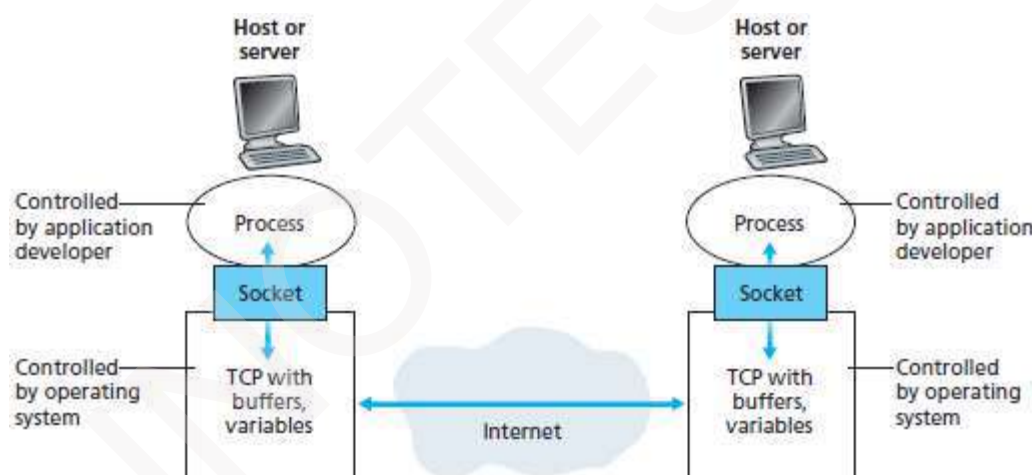 Host or
server
Host or
server
Controlled
by application
developer
Process
Process
Controlled
by application
developer
Socket
Socket
Controlled
by operating
system
TCP with
buffers,
variables
Internet
TCP with
buffers,
variables
Controlled
by operating
system